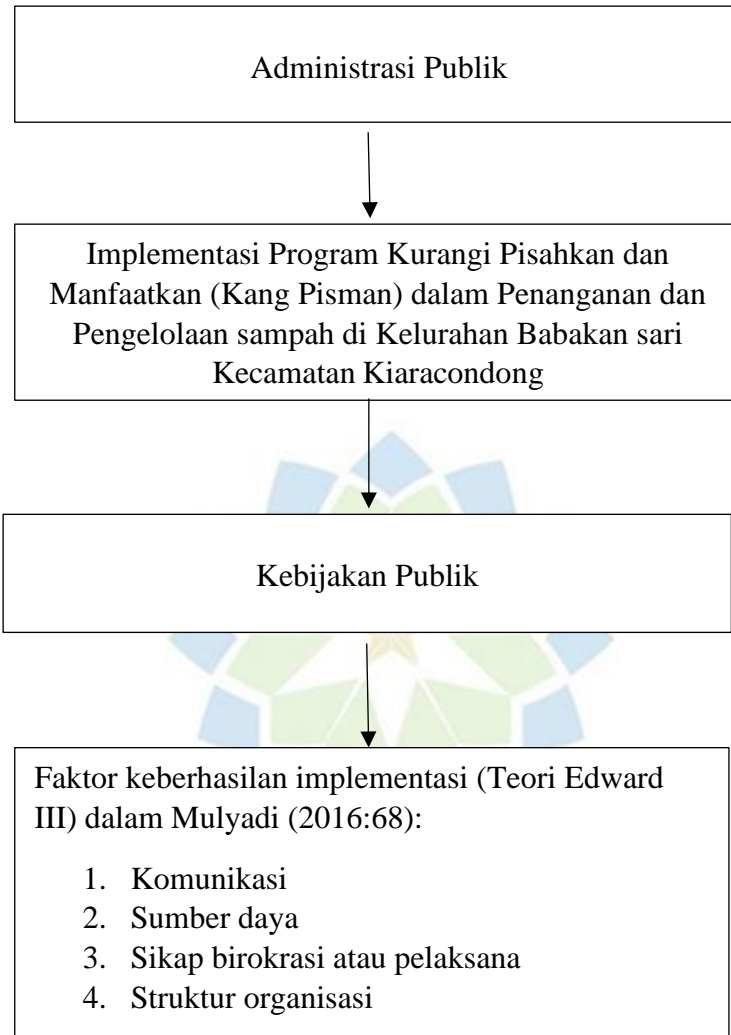 Administrasi Publik
Implementasi Program Kurangi Pisahkan dan
Manfaatkan (Kang Pisman) dalam Penanganan dan
Pengelolaan sampah di Kelurahan Babakan sari
Kecamatan Kiaracondong
Kebijakan Publik
Faktor keberhasilan implementasi (Teori Edward
III) dalam Mulyadi (2016:68):
1. Komunikasi
2. Sumber daya
3. Sikap birokrasi atau pelaksana
4. Struktur organisasi